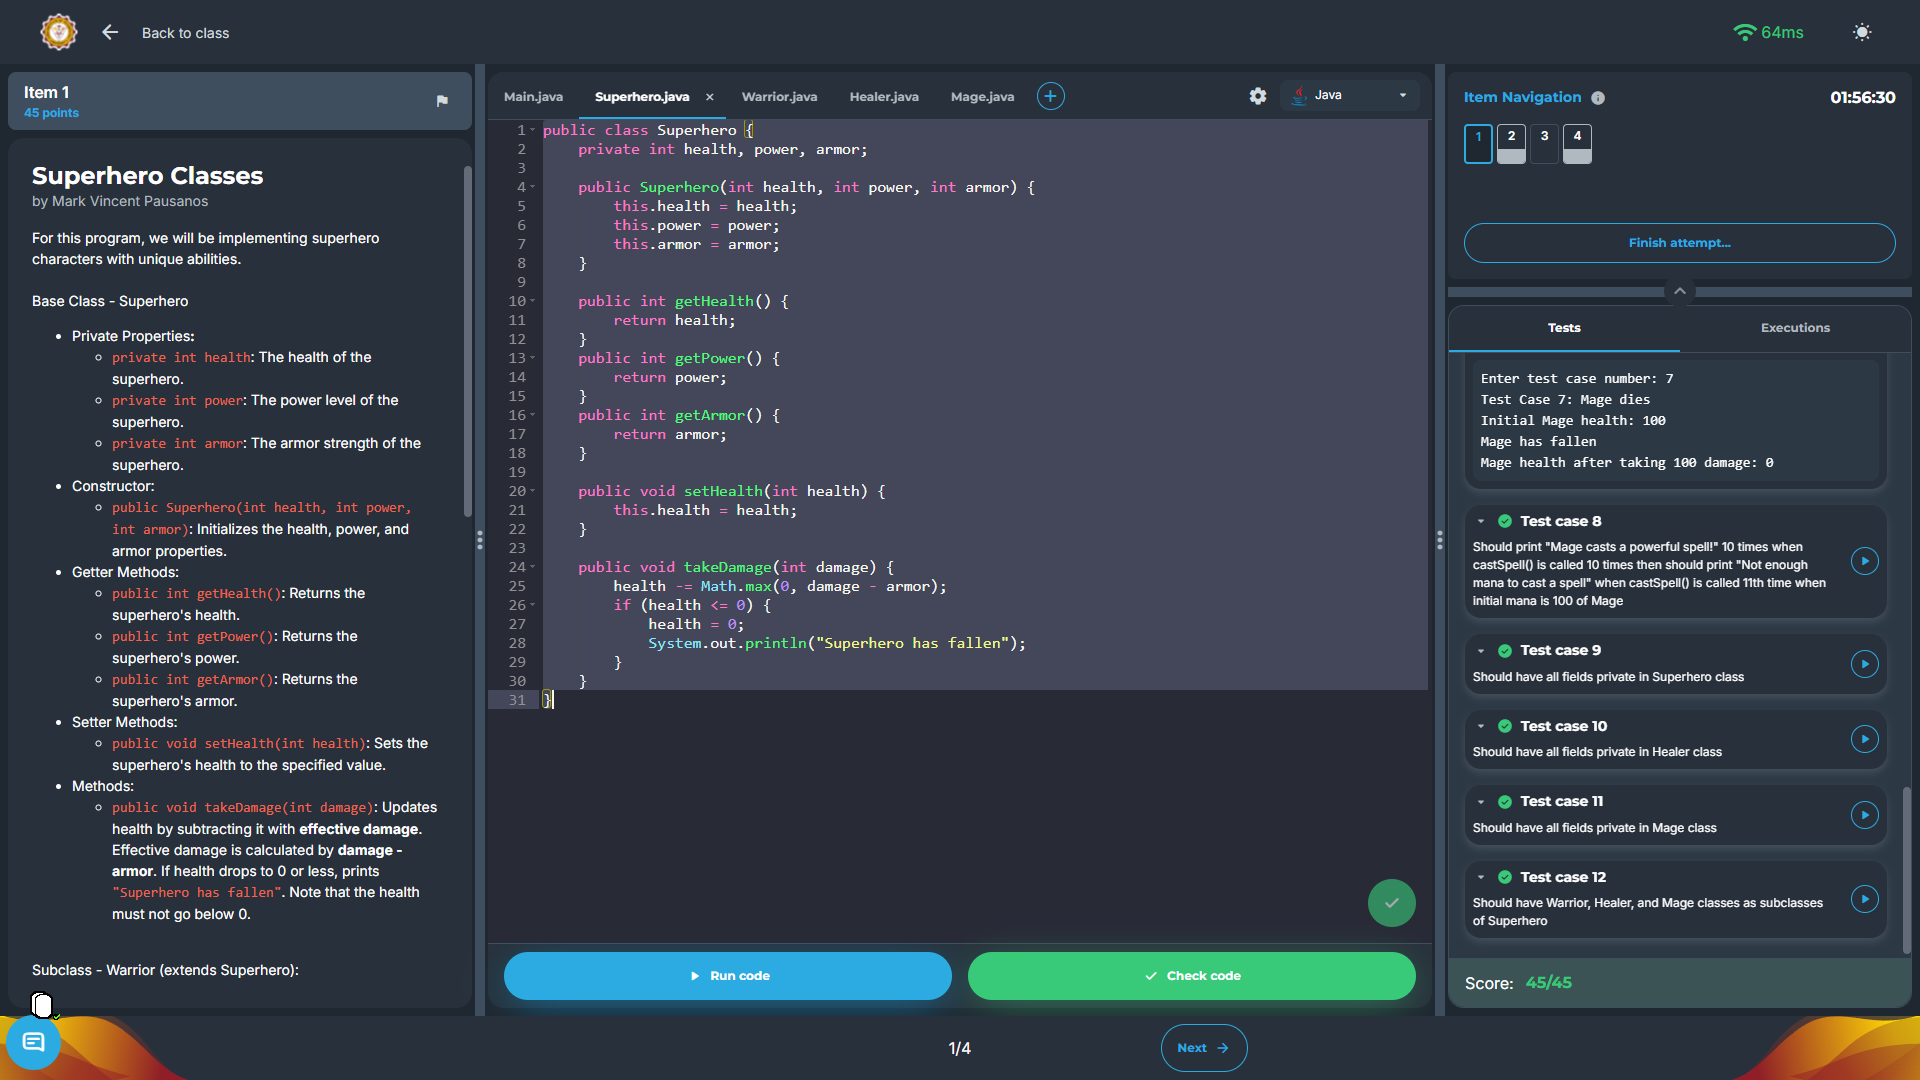 Back to class
64ms
Item 1
45 points
Superhero Classes
by Mark Vincent Pausanos
For this program, we will be implementing superhero
characters with unique abilities.
Base Class - Superhero
Private Properties:
private int health: The health of the
superhero.
private int power: The power level of the
superhero.
private int armor: The armor strength of the
superhero.
Constructor:
public Superhero(int health, int power,
int armor): Initializes the health, power, and
armor properties.
Getter Methods:
public int getHealth(): Returns the
superhero's health.
public int getPower(): Returns the
superhero's power.
public int getArmor(): Returns the
superhero's armor.
Setter Methods:
public void setHealth(int health): Sets the
superhero's health to the specified value.
Methods:
public void takeDamage(int damage): Updates
health by subtracting it with effective damage.
Effective damage is calculated by damage -
armor. If health drops to 0 or less, prints
"Superhero has fallen". Note that the health
must not go below 0.
Subclass - Warrior (extends Superhero):
Main.java
Superhero.java ×
Warrior.java
Healer.java
Mage.java
Java
1 public class Superhero {
2     private int health, power, armor;
3
4     public Superhero(int health, int power, int armor) {
5         this.health = health;
6         this.power = power;
7         this.armor = armor;
8     }
9
10     public int getHealth() {
11         return health;
12     }
13     public int getPower() {
14         return power;
15     }
16     public int getArmor() {
17         return armor;
18     }
19
20     public void setHealth(int health) {
21         this.health = health;
22     }
23
24     public void takeDamage(int damage) {
25         health -= Math.max(0, damage - armor);
26         if (health <= 0) {
27             health = 0;
28             System.out.println("Superhero has fallen");
29         }
30     }
31 }
Run code
Check code
Item Navigation
01:56:30
1 2 3 4
Finish attempt...
Tests
Executions
Enter test case number: 7
Test Case 7: Mage dies
Initial Mage health: 100
Mage has fallen
Mage health after taking 100 damage: 0
Test case 8
Should print "Mage casts a powerful spell!" 10 times when
castSpell() is called 10 times then should print "Not enough
mana to cast a spell" when castSpell() is called 11th time when
initial mana is 100 of Mage
Test case 9
Should have all fields private in Superhero class
Test case 10
Should have all fields private in Healer class
Test case 11
Should have all fields private in Mage class
Test case 12
Should have Warrior, Healer, and Mage classes as subclasses
of Superhero
Score: 45/45
1/4
Next